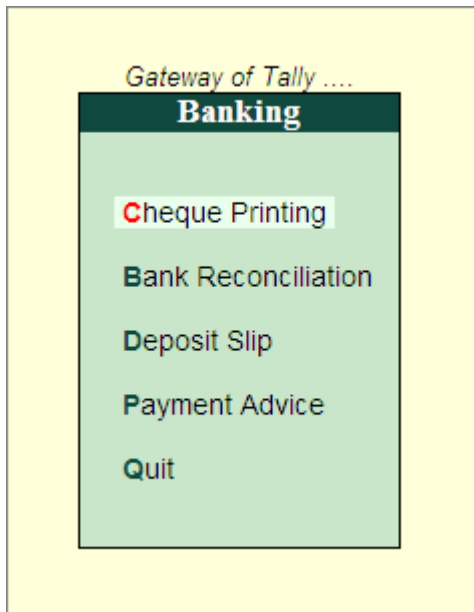 Gateway of Tally ....
Banking
Cheque Printing
Bank Reconciliation
Deposit Slip
Payment Advice
Quit